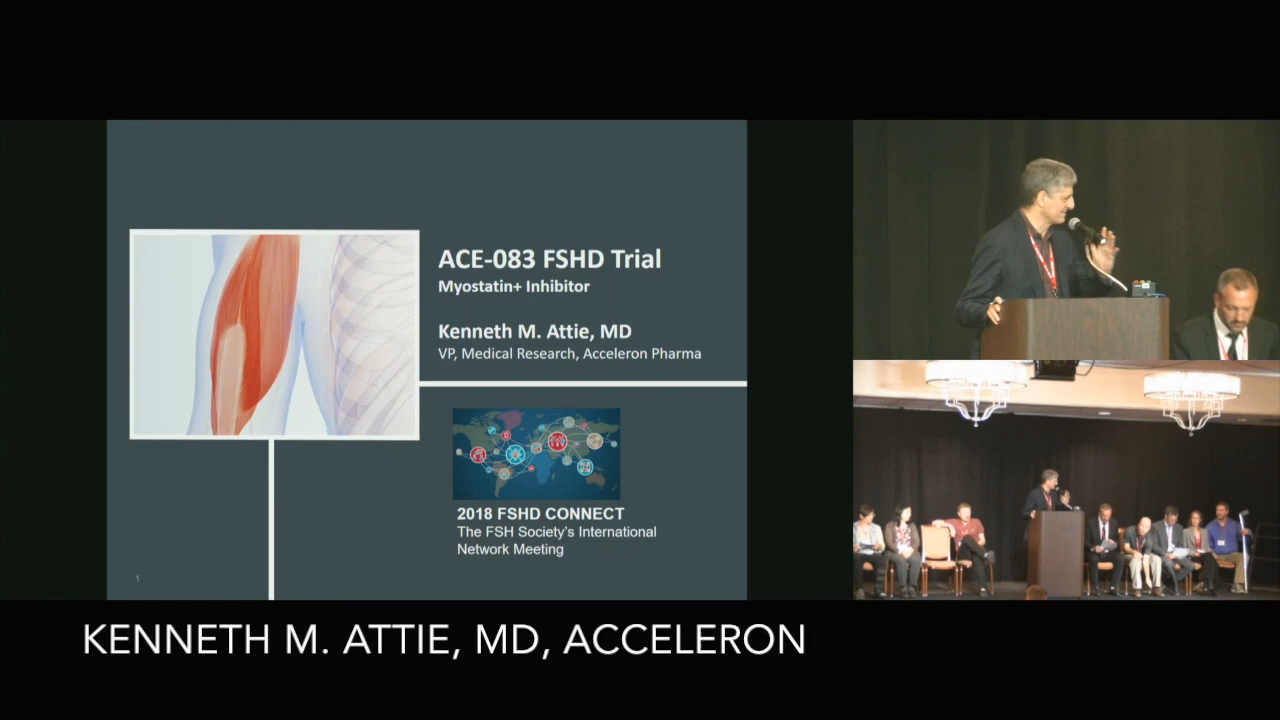 ACE-083 FSHD Trial
Myostatin+ Inhibitor
Kenneth M. Attie, MD
VP, Medical Research, Acceleron Pharma
2018 FSHD CONNECT
The FSH Society's International
Network Meeting
1
KENNETH M. ATTIE, MD, ACCELERON